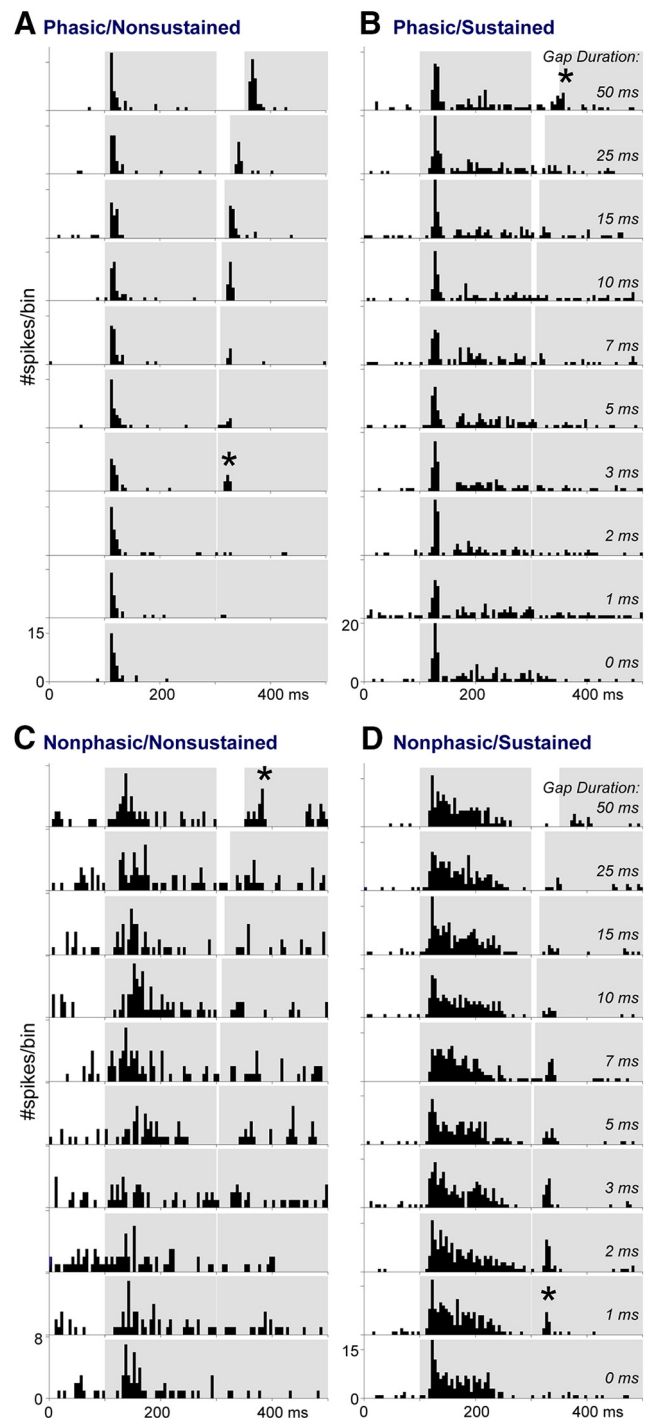 A Phasic/Nonsustained
#spikes/bin
*
15
0
0 200 400 ms
B Phasic/Sustained
Gap Duration:
*
50 ms
25 ms
15 ms
10 ms
7 ms
5 ms
3 ms
2 ms
1 ms
20
0 ms
0
0 200 400 ms
C Nonphasic/Nonsustained
*
#spikes/bin
8
0
0 200 400 ms
D Nonphasic/Sustained
Gap Duration:
50 ms
25 ms
15 ms
10 ms
7 ms
5 ms
3 ms
2 ms
*
1 ms
15
0 ms
0
0 200 400 ms